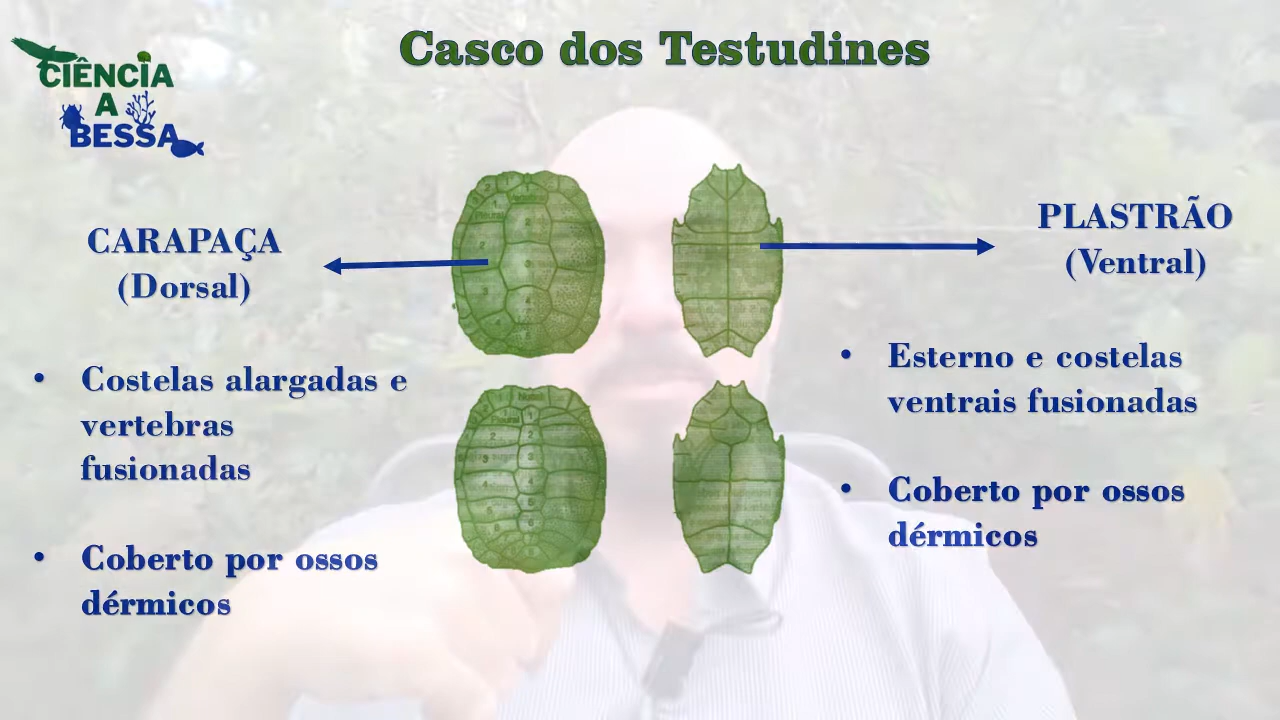 Casco dos Testudines
CIÊNCIA
A
BESSA
CARAPAÇA
(Dorsal)
Costelas alargadas e
vertebras
fusionadas
Coberto por ossos
dérmicos
PLASTRÃO
(Ventral)
Esterno e costelas
ventrais fusionadas
Coberto por ossos
dérmicos